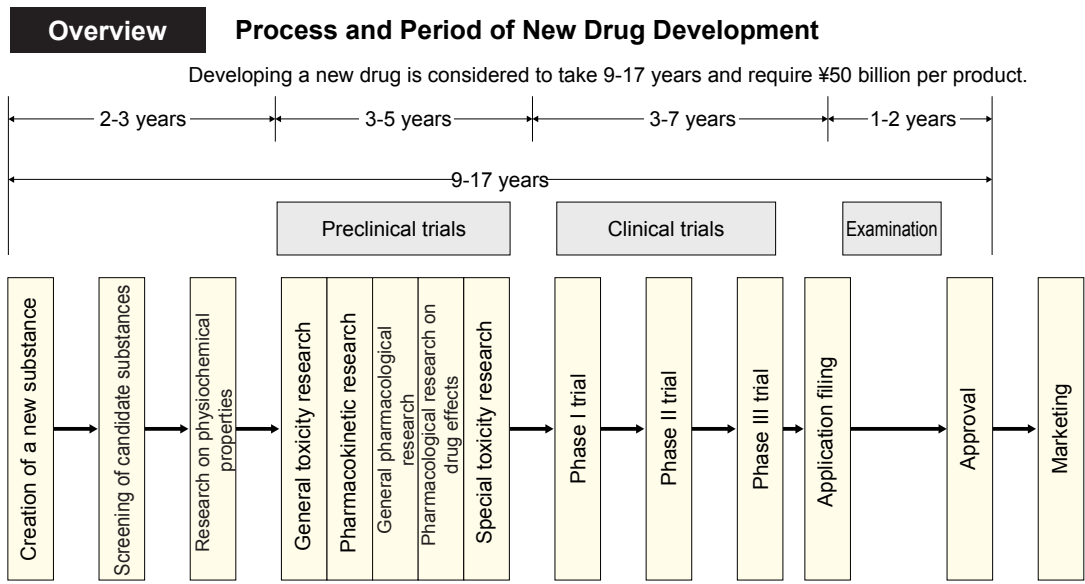 Overview
Process and Period of New Drug Development
Developing a new drug is considered to take 9-17 years and require ¥50 billion per product.
2-3 years
3-5 years
3-7 years
1-2 years
9-17 years
Preclinical trials
Clinical trials
Examination
Creation of a new substance
Screening of candidate substances
Research on physiochemical
properties
General toxicity research
Pharmacokinetic research
General pharmacological
research
Pharmacological research on
drug effects
Special toxicity research
Phase I trial
Phase II trial
Phase III trial
Application filing
Approval
Marketing